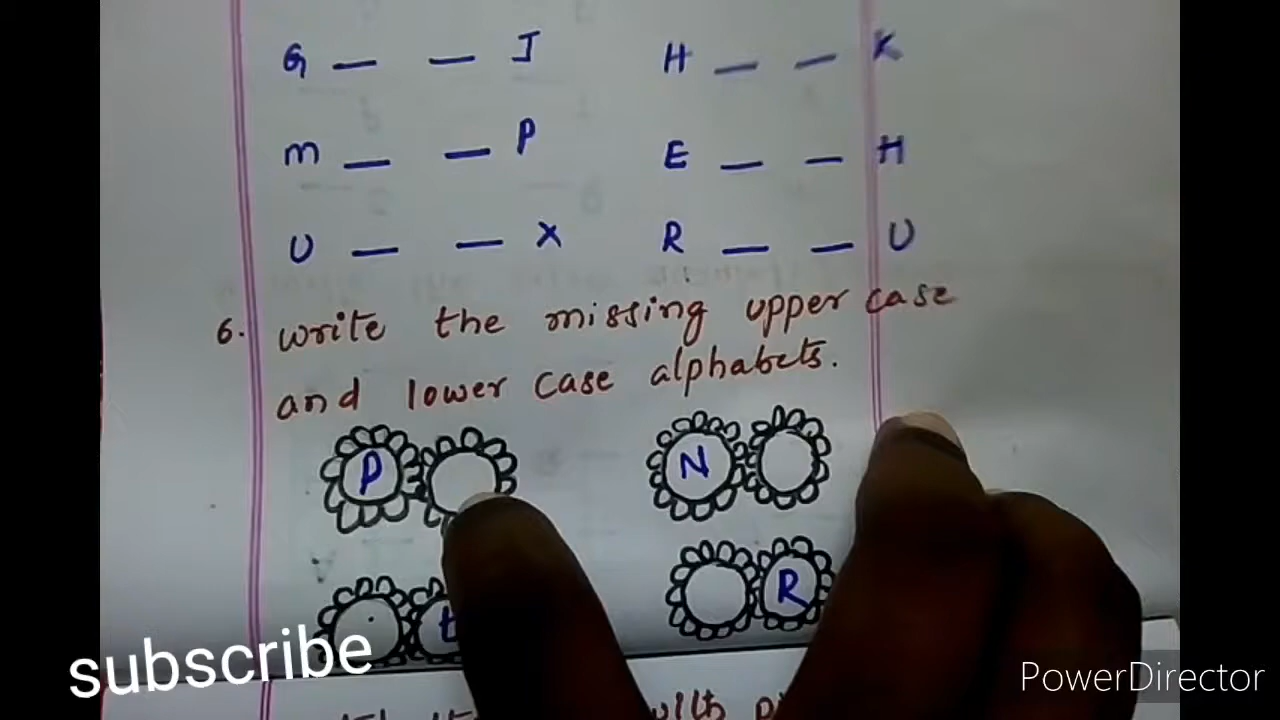 G _ _ J H _ _ K
M _ _ P E _ _ H
U _ _ X R _ _ U
6. Write the missing upper case
and lower case alphabets.
P N
t R
subscribe
PowerDirector